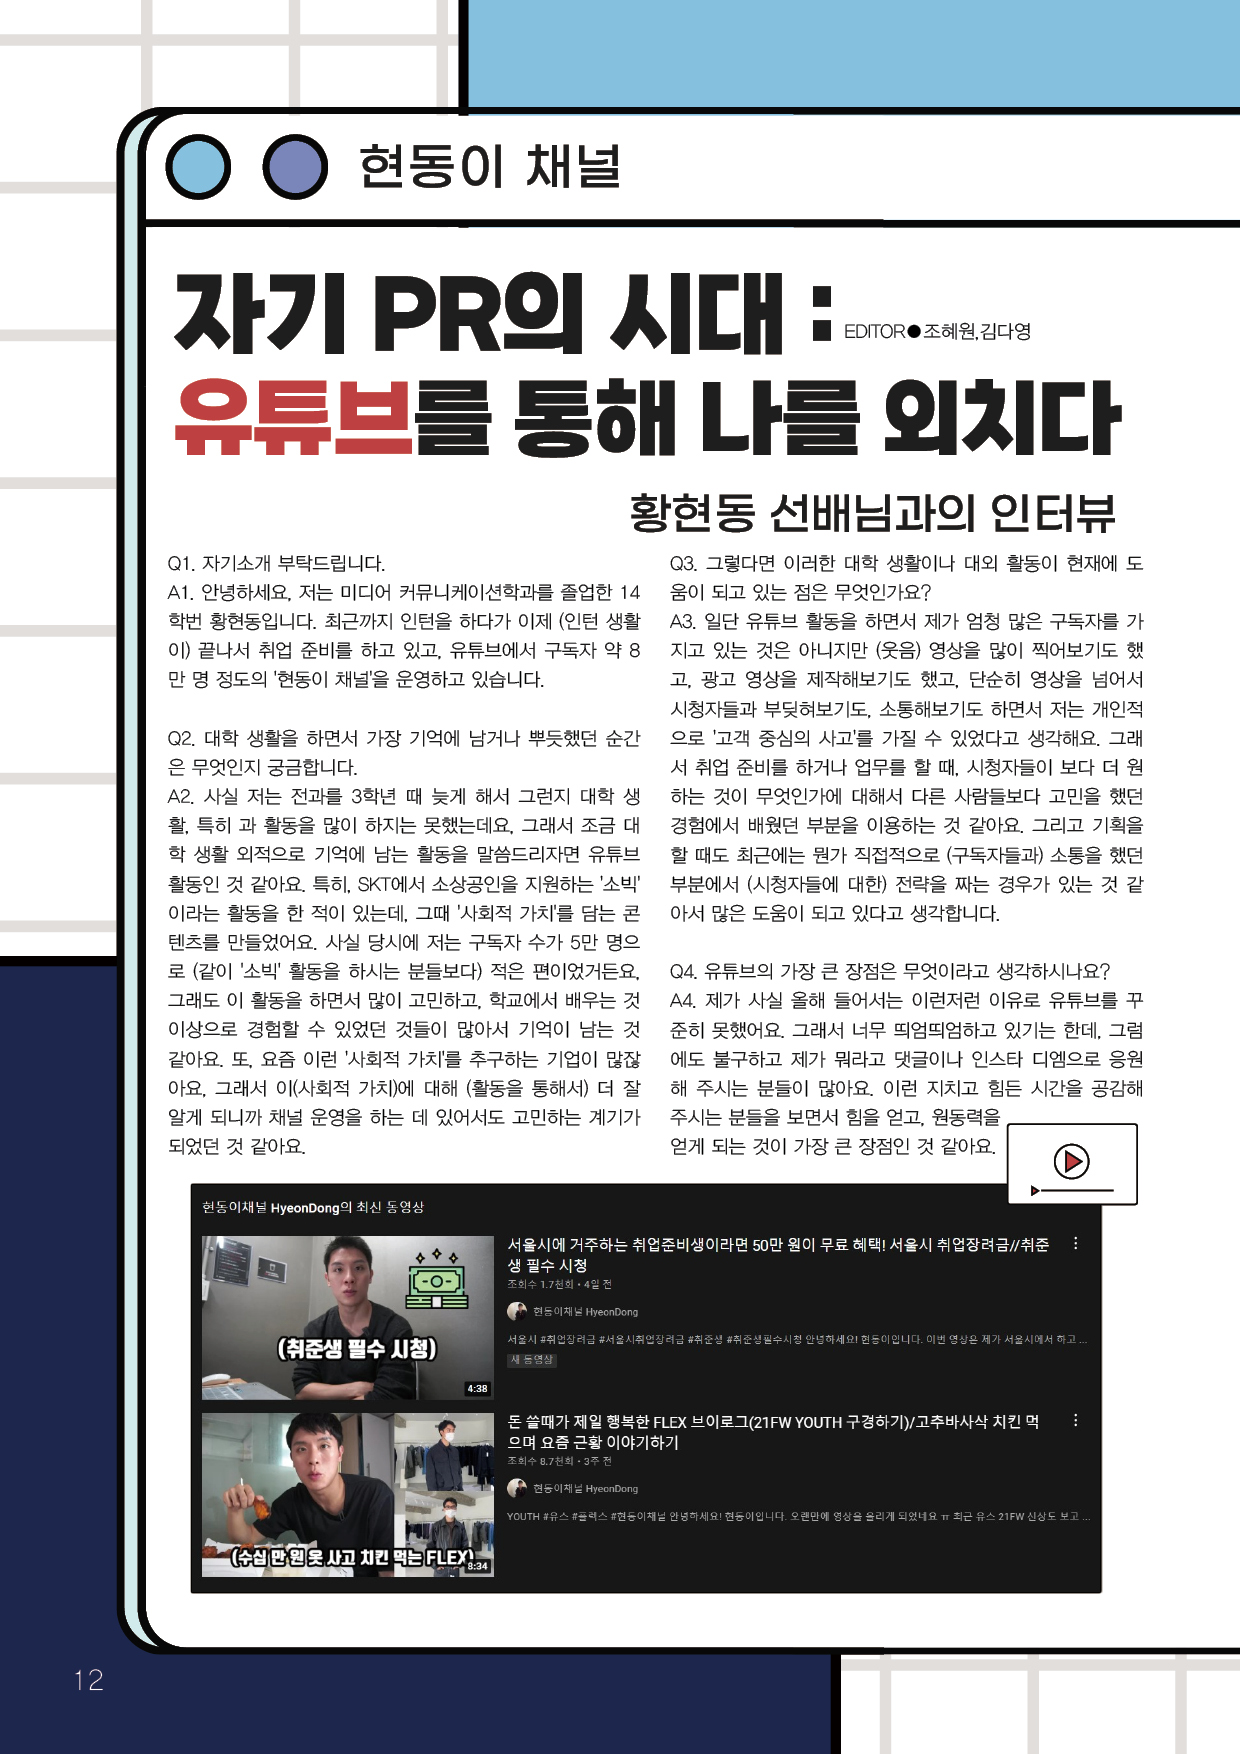 현동이 채널
자기 PR의 시대 :
EDITOR●조혜원,김다영
유튜브를 통해 나를 외치다
황현동 선배님과의 인터뷰
Q1. 자기소개 부탁드립니다.
A1. 안녕하세요, 저는 미디어 커뮤니케이션학과를 졸업한 14
학번 황현동입니다. 최근까지 인턴을 하다가 이제 (인턴 생활
이) 끝나서 취업 준비를 하고 있고, 유튜브에서 구독자 약 8
만 명 정도의 '현동이 채널'을 운영하고 있습니다.
Q2. 대학 생활을 하면서 가장 기억에 남거나 뿌듯했던 순간
은 무엇인지 궁금합니다.
A2. 사실 저는 전과를 3학년 때 늦게 해서 그런지 대학 생
활, 특히 과 활동을 많이 하지는 못했는데요, 그래서 조금 대
학 생활 외적으로 기억에 남는 활동을 말씀드리자면 유튜브
활동인 것 같아요. 특히, SKT에서 소상공인을 지원하는 '소빅'
이라는 활동을 한 적이 있는데, 그때 '사회적 가치'를 담는 콘
텐츠를 만들었어요. 사실 당시에 저는 구독자 수가 5만 명으
로 (같이 '소빅' 활동을 하시는 분들보다) 적은 편이었거든요,
그래도 이 활동을 하면서 많이 고민하고, 학교에서 배우는 것
이상으로 경험할 수 있었던 것들이 많아서 기억이 남는 것
같아요. 또, 요즘 이런 '사회적 가치'를 추구하는 기업이 많잖
아요, 그래서 이(사회적 가치)에 대해 (활동을 통해서) 더 잘
알게 되니까 채널 운영을 하는 데 있어서도 고민하는 계기가
되었던 것 같아요.
Q3. 그렇다면 이러한 대학 생활이나 대외 활동이 현재에 도
움이 되고 있는 점은 무엇인가요?
A3. 일단 유튜브 활동을 하면서 제가 엄청 많은 구독자를 가
지고 있는 것은 아니지만 (웃음) 영상을 많이 찍어보기도 했
고, 광고 영상을 제작해보기도 했고, 단순히 영상을 넘어서
시청자들과 부딪혀보기도, 소통해보기도 하면서 저는 개인적
으로 '고객 중심의 사고'를 가질 수 있었다고 생각해요. 그래
서 취업 준비를 하거나 업무를 할 때, 시청자들이 보다 더 원
하는 것이 무엇인가에 대해서 다른 사람들보다 고민을 했던
경험에서 배웠던 부분을 이용하는 것 같아요. 그리고 기획을
할 때도 최근에는 뭔가 직접적으로 (구독자들과) 소통을 했던
부분에서 (시청자들에 대한) 전략을 짜는 경우가 있는 것 같
아서 많은 도움이 되고 있다고 생각합니다.
Q4. 유튜브의 가장 큰 장점은 무엇이라고 생각하시나요?
A4. 제가 사실 올해 들어서는 이런저런 이유로 유튜브를 꾸
준히 못했어요. 그래서 너무 띄엄띄엄하고 있기는 한데, 그럼
에도 불구하고 제가 뭐라고 댓글이나 인스타 디엠으로 응원
해 주시는 분들이 많아요. 이런 지치고 힘든 시간을 공감해
주시는 분들을 보면서 힘을 얻고, 원동력을
얻게 되는 것이 가장 큰 장점인 것 같아요.
현동이채널 HyeonDong의 최신 동영상
(취준생 필수 시청)
4:38
서울시에 거주하는 취업준비생이라면 50만 원이 무료 혜택! 서울시 취업장려금//취준
생 필수 시청
조회수 1.7천회 • 4일 전
현동이채널 HyeonDong
서울시 #취업장려금 #서울시취업장려금 #취준생 #취준생필수시청 안녕하세요! 현동이입니다. 이번 영상은 제가 서울시에서 하고 ...
새 동영상
(수십 만 원 옷 사고 치킨 먹는 FLEX)
8:34
돈 쓸때가 제일 행복한 FLEX 브이로그(21FW YOUTH 구경하기)/고추바사삭 치킨 먹
으며 요즘 근황 이야기하기
조회수 8.7천회 • 3주 전
현동이채널 HyeonDong
YOUTH #유스 #플렉스 #현동이채널 안녕하세요! 현동이입니다. 오랜만에 영상을 올리게 되었네요 ㅠ 최근 유스 21FW 신상도 보고 ...
12